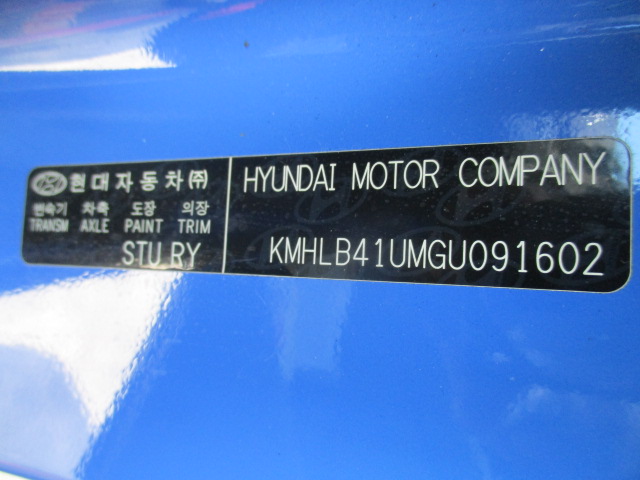 현대자동차㈜
변속기 차축 도장 의장
TRANSM AXLE PAINT TRIM
STU RY
HYUNDAI MOTOR COMPANY
KMHLB41UMGU091602